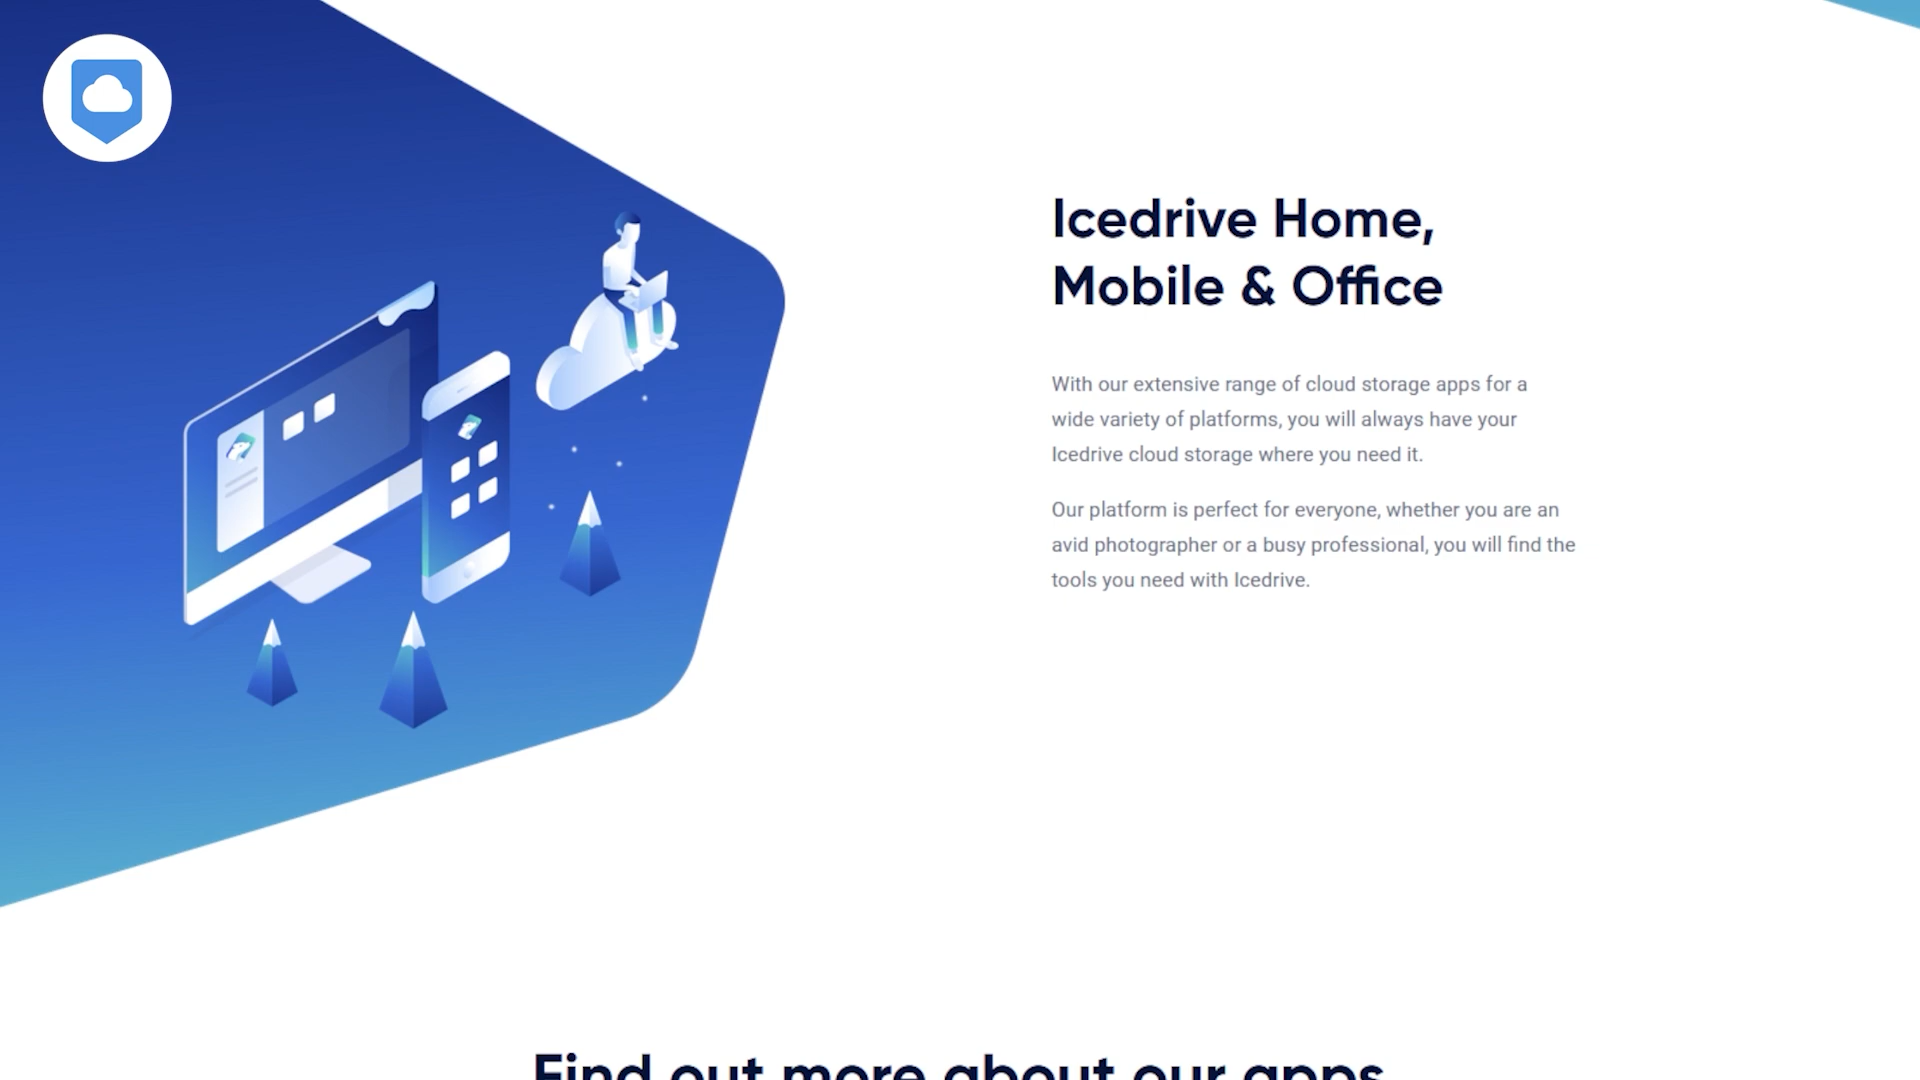 Icedrive Home,
Mobile & Office
With our extensive range of cloud storage apps for a
wide variety of platforms, you will always have your
Icedrive cloud storage where you need it.
Our platform is perfect for everyone, whether you are an
avid photographer or a busy professional, you will find the
tools you need with Icedrive.
Find out more about our apps